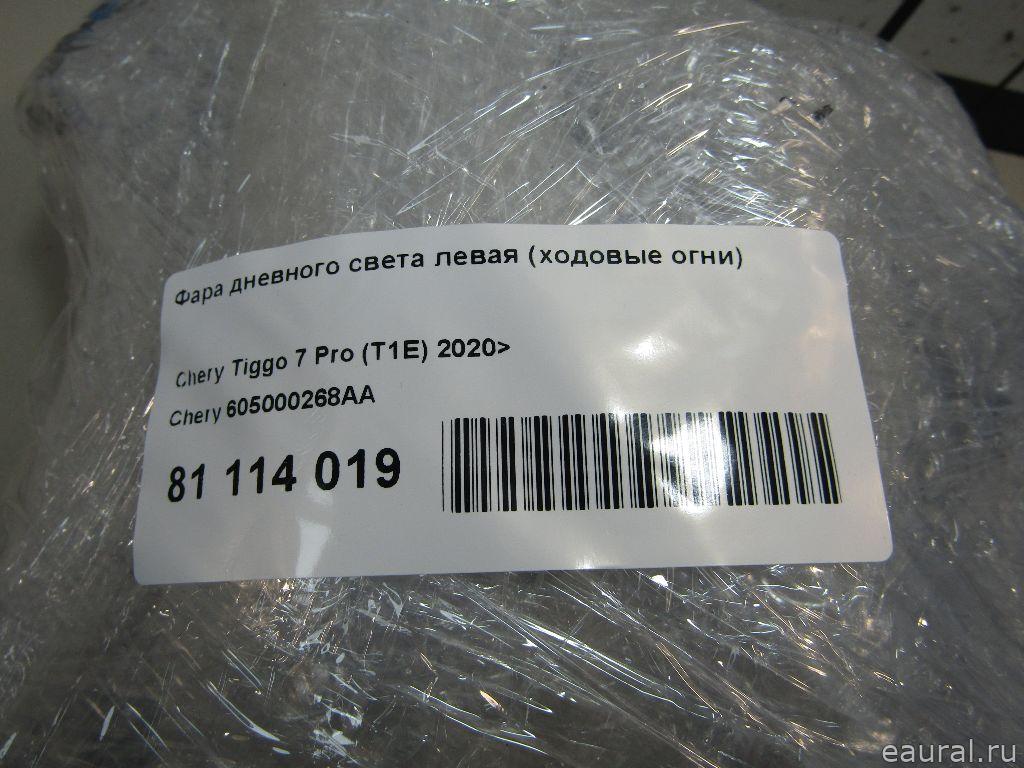 Фара дневного света левая (ходовые огни)
Chery Tiggo 7 Pro (T1E) 2020>
Chery 605000268AA
81 114 019
eaural.ru